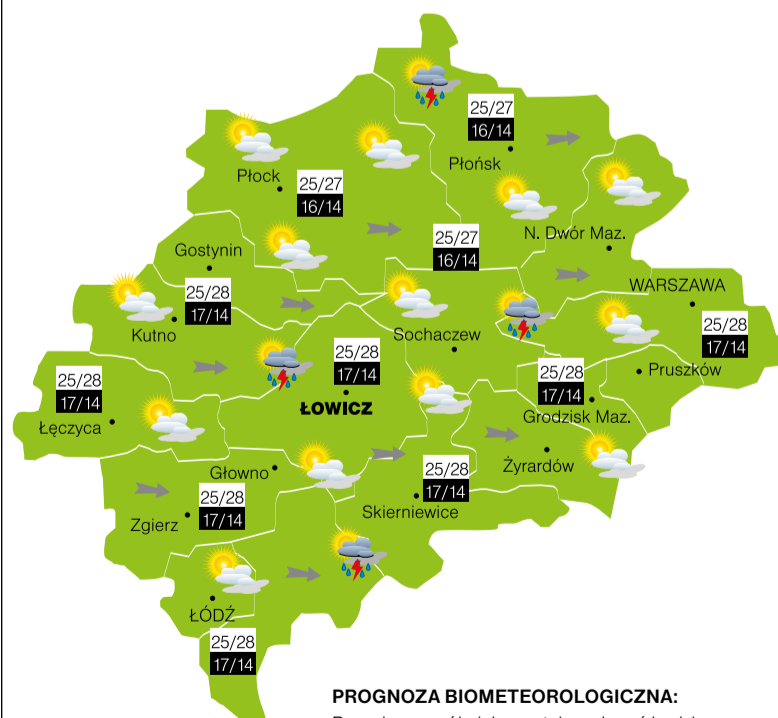 25/27
16/14
Płońsk
Płock
25/27
16/14
N. Dwór Maz.
25/27
16/14
Gostynin
WARSZAWA
25/28
17/14
Kutno
25/28
17/14
Sochaczew
25/28
17/14
ŁOWICZ
25/28
17/14
Łęczyca
25/28
17/14
Grodzisk Maz.
Pruszków
Głowno
Żyrardów
25/28
17/14
Skierniewice
25/28
17/14
Zgierz
ŁÓDŹ
25/28
17/14
PROGNOZA BIOMETEOROLOGICZNA: